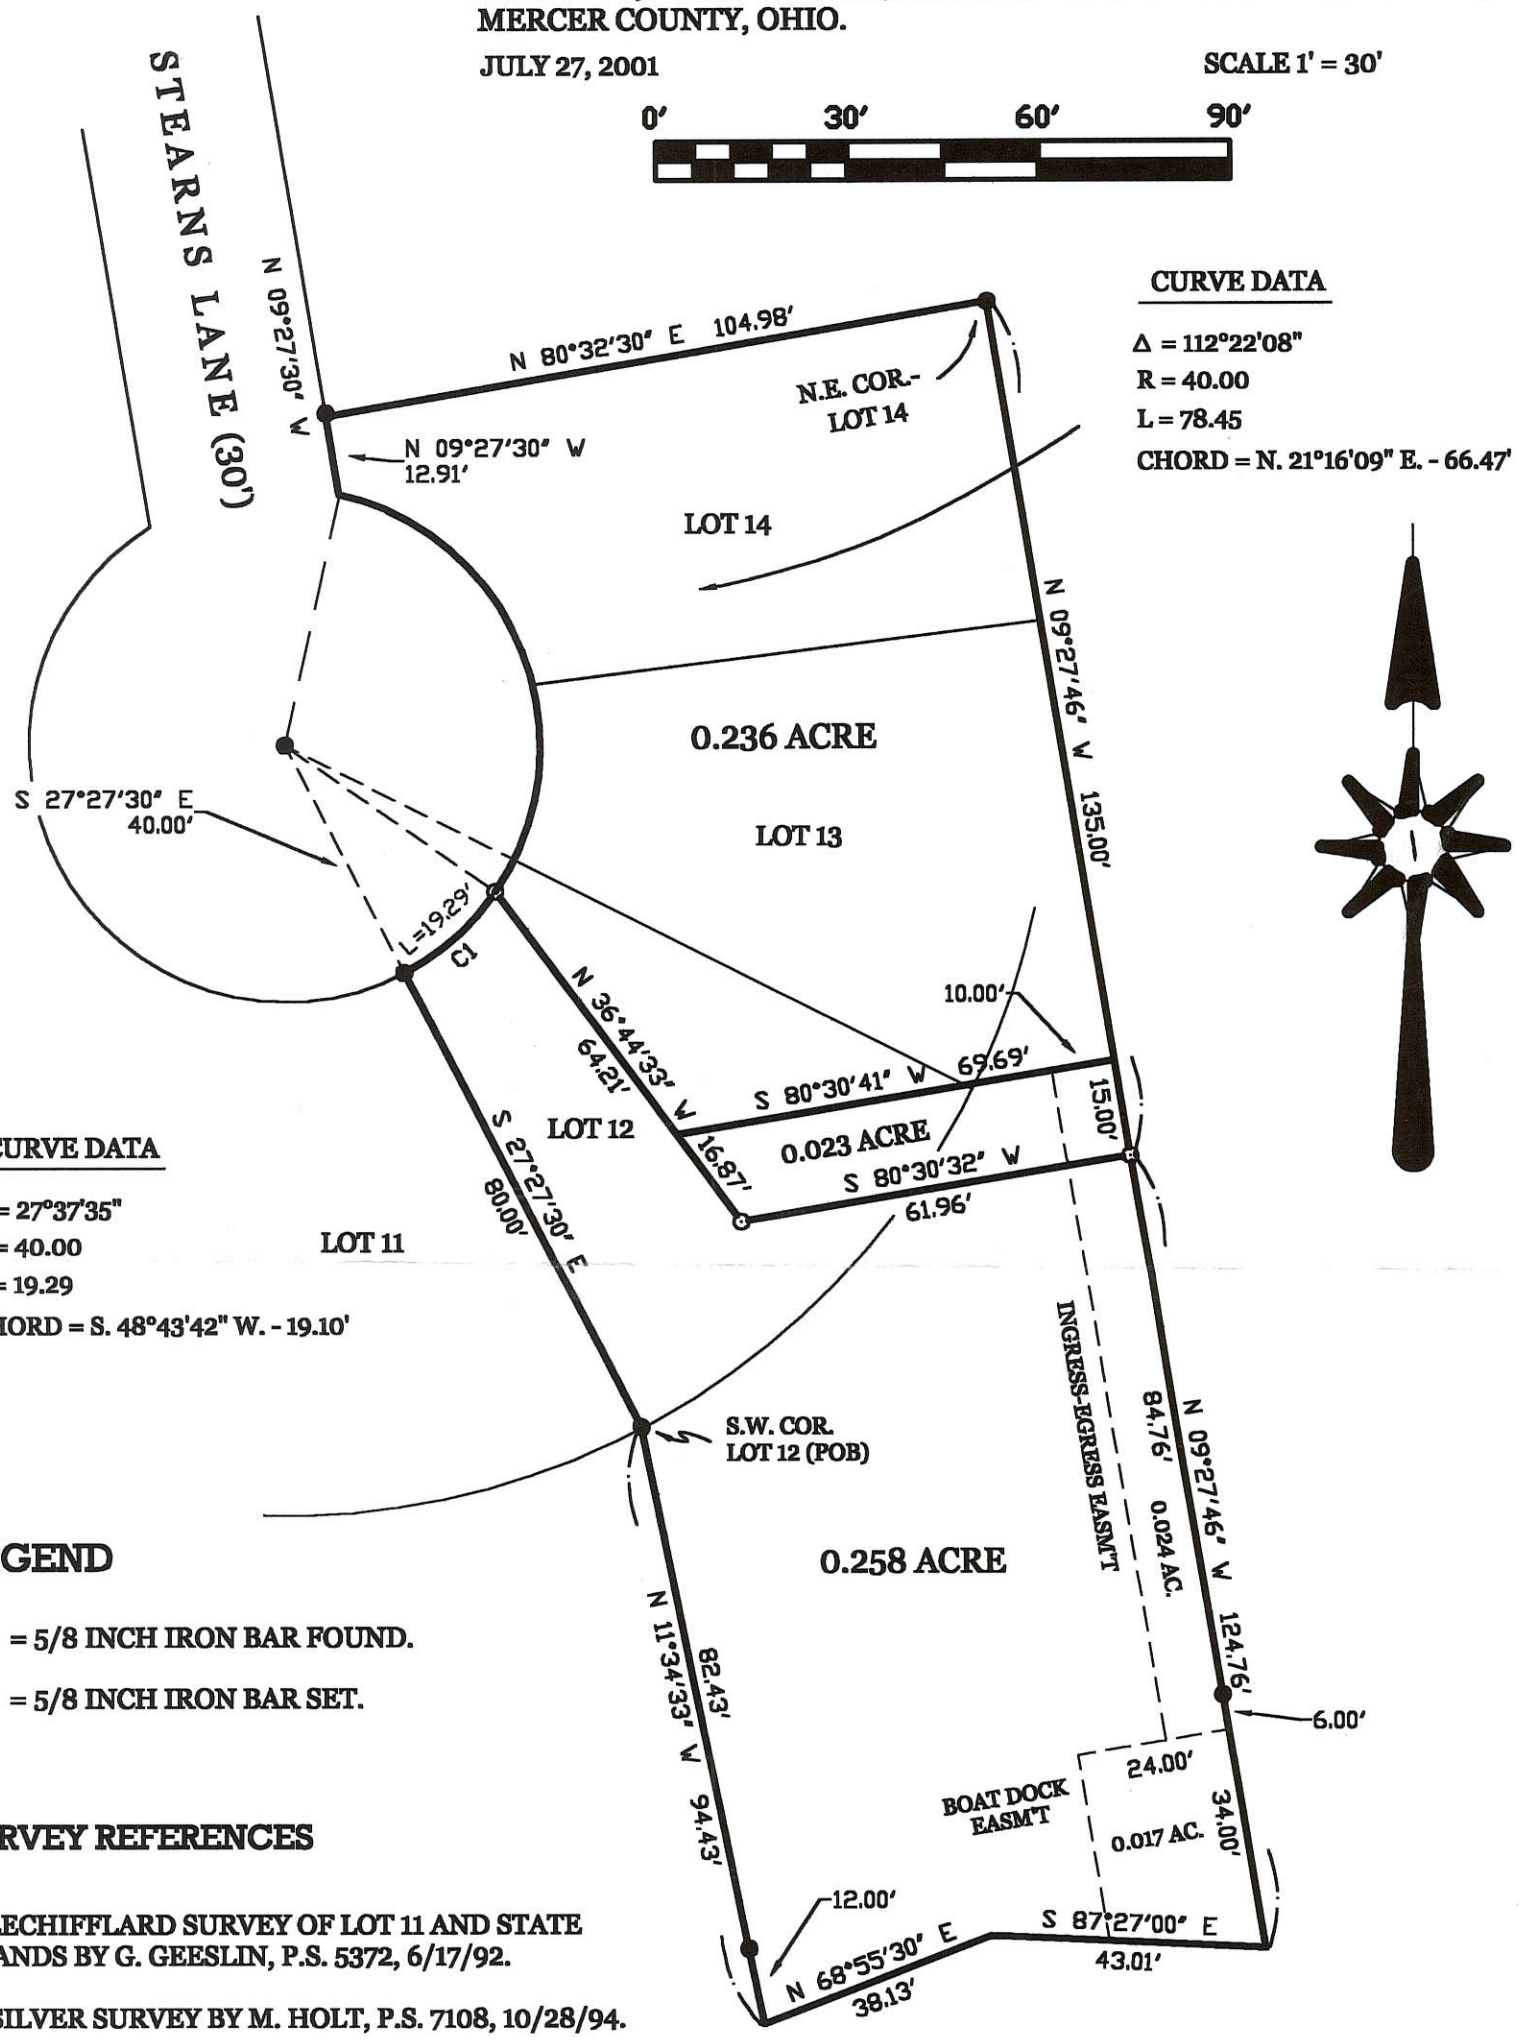 MERCER COUNTY, OHIO.
JULY 27, 2001
SCALE 1' = 30'
0' 30' 60' 90'
STEARNS LANE (30')
N 09°27'30" W
N 80°32'30" E 104.98'
N.E. COR.-
LOT 14
CURVE DATA
Δ = 112°22'08"
R = 40.00
L = 78.45
CHORD = N. 21°16'09" E. - 66.47'
N 09°27'30" W
12.91'
LOT 14
N 09°27'46" W 135.00'
0.236 ACRE
LOT 13
S 27°27'30" E
40.00'
L=19.29'
C1
N 36°44'33" W
64.21'
10.00'
S 80°30'41" W 69.69'
15.00'
16.87'
0.023 ACRE
S 80°30'32" W
61.96'
LOT 12
S 27°27'30" E
80.00'
LOT 11
CURVE DATA
= 27°37'35"
= 40.00
= 19.29
HORD = S. 48°43'42" W. - 19.10'
INGRESS-EGRESS EASM'T
84.76' 0.024 AC.
N 09°27'46" W 124.76'
S.W. COR.
LOT 12 (POB)
0.258 ACRE
GEND
= 5/8 INCH IRON BAR FOUND.
= 5/8 INCH IRON BAR SET.
82.43'
N 11°34'33" W 94.43'
6.00'
24.00'
BOAT DOCK
EASM'T
0.017 AC.
34.00'
RVEY REFERENCES
12.00'
N 68°55'30" E
38.13'
S 87°27'00" E
43.01'
ECHIFFLARD SURVEY OF LOT 11 AND STATE
ANDS BY G. GEESLIN, P.S. 5372, 6/17/92.
SILVER SURVEY BY M. HOLT, P.S. 7108, 10/28/94.